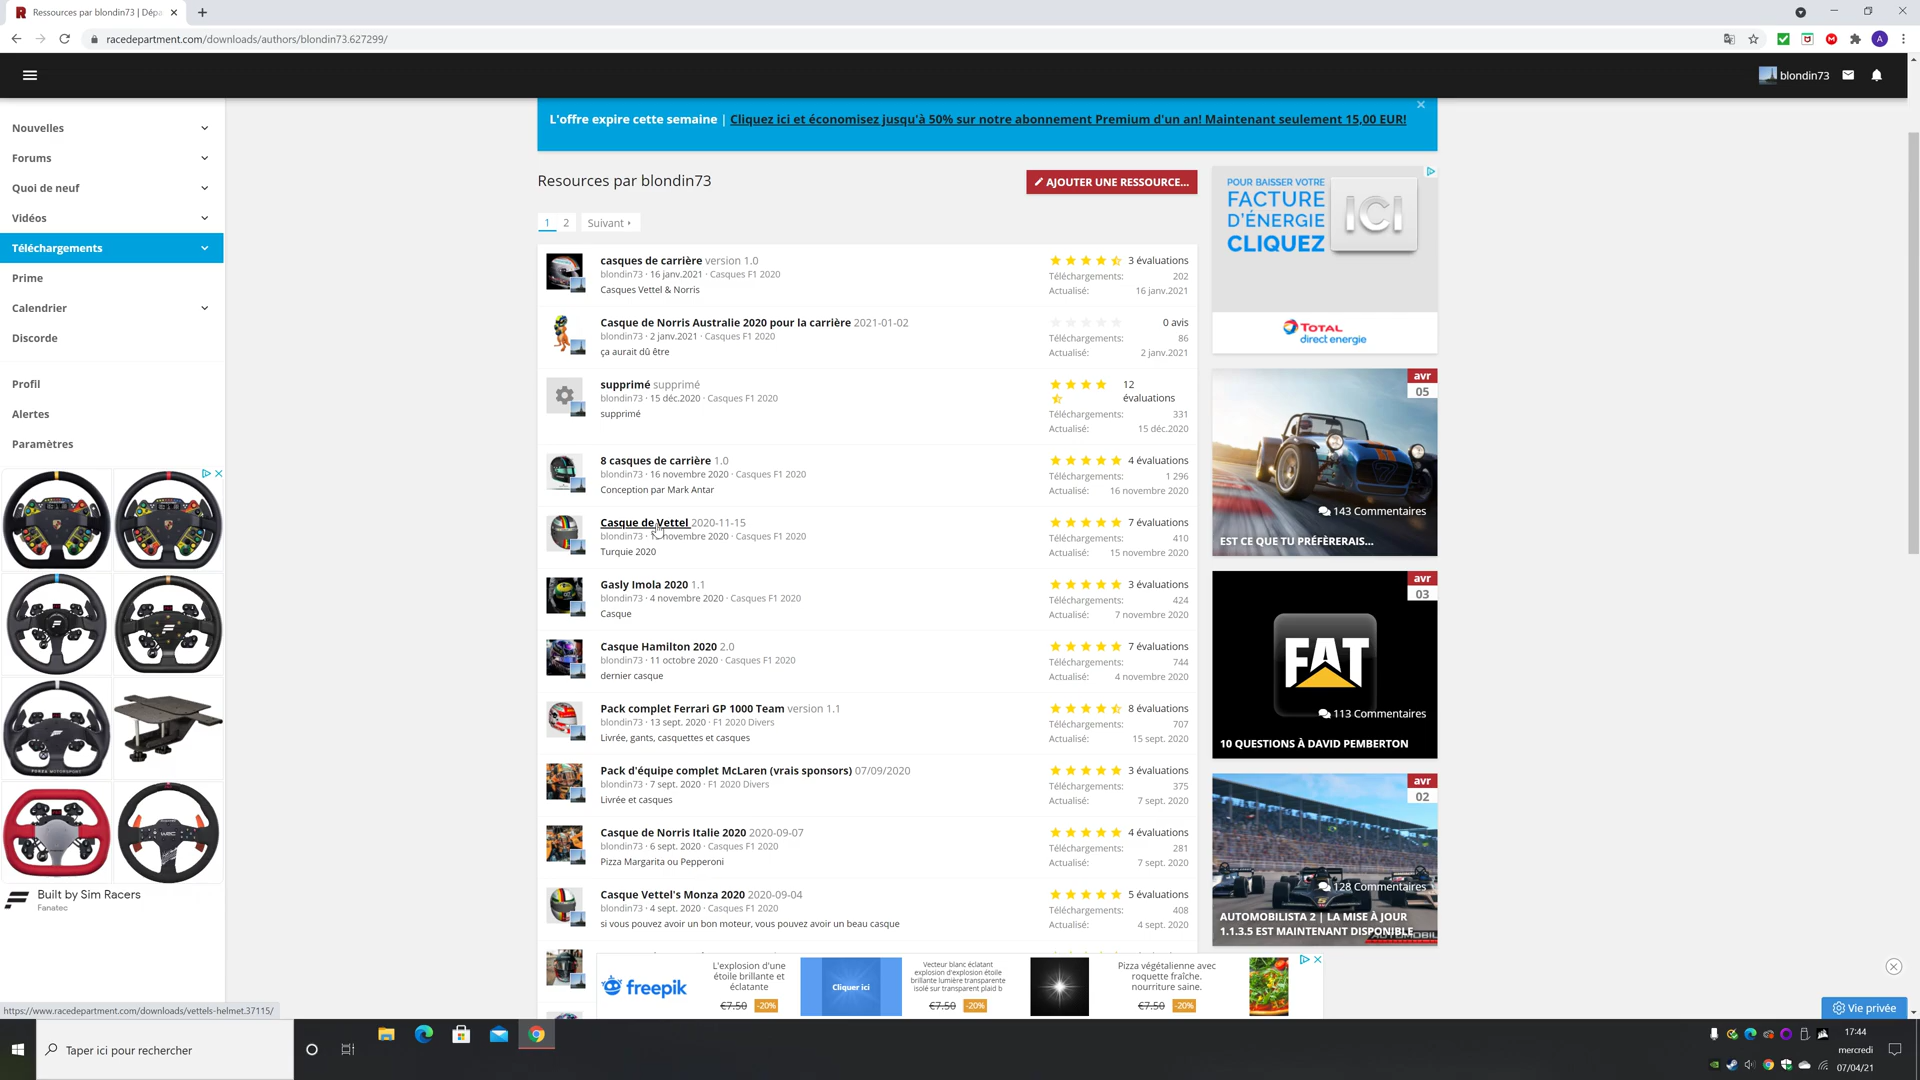 Ressources par blondin73 | Dépa
racedepartment.com/downloads/authors/blondin73.627299/
A
blondin73
Nouvelles
Forums
Quoi de neuf
Vidéos
Téléchargements
Prime
Calendrier
Discorde
Profil
Alertes
Paramètres
Built by Sim Racers
Fanatec
L'offre expire cette semaine | Cliquez ici et économisez jusqu'à 50% sur notre abonnement Premium d'un an! Maintenant seulement 15,00 EUR!
Resources par blondin73
AJOUTER UNE RESSOURCE...
1 2 Suivant
casques de carrière version 1.0
blondin73 · 16 janv.2021 · Casques F1 2020
Casques Vettel & Norris
3 évaluations
Téléchargements: 202
Actualisé: 16 janv.2021
Casque de Norris Australie 2020 pour la carrière 2021-01-02
blondin73 · 2 janv.2021 · Casques F1 2020
ça aurait dû être
0 avis
Téléchargements: 86
Actualisé: 2 janv.2021
supprimé supprimé
blondin73 · 15 déc.2020 · Casques F1 2020
supprimé
12
évaluations
Téléchargements: 331
Actualisé: 15 déc.2020
8 casques de carrière 1.0
blondin73 · 16 novembre 2020 · Casques F1 2020
Conception par Mark Antar
4 évaluations
Téléchargements: 1 296
Actualisé: 16 novembre 2020
Casque de Vettel 2020-11-15
blondin73 · novembre 2020 · Casques F1 2020
Turquie 2020
7 évaluations
Téléchargements: 410
Actualisé: 15 novembre 2020
Gasly Imola 2020 1.1
blondin73 · 4 novembre 2020 · Casques F1 2020
Casque
3 évaluations
Téléchargements: 424
Actualisé: 7 novembre 2020
Casque Hamilton 2020 2.0
blondin73 · 11 octobre 2020 · Casques F1 2020
dernier casque
7 évaluations
Téléchargements: 744
Actualisé: 4 novembre 2020
Pack complet Ferrari GP 1000 Team version 1.1
blondin73 · 13 sept. 2020 · F1 2020 Divers
Livrée, gants, casquettes et casques
8 évaluations
Téléchargements: 707
Actualisé: 15 sept. 2020
Pack d'équipe complet McLaren (vrais sponsors) 07/09/2020
blondin73 · 7 sept. 2020 · F1 2020 Divers
Livrée et casques
3 évaluations
Téléchargements: 375
Actualisé: 7 sept. 2020
Casque de Norris Italie 2020 2020-09-07
blondin73 · 6 sept. 2020 · Casques F1 2020
Pizza Margarita ou Pepperoni
4 évaluations
Téléchargements: 281
Actualisé: 7 sept. 2020
Casque Vettel's Monza 2020 2020-09-04
blondin73 · 4 sept. 2020 · Casques F1 2020
si vous pouvez avoir un bon moteur, vous pouvez avoir un beau casque
5 évaluations
Téléchargements: 408
Actualisé: 4 sept. 2020
POUR BAISSER VOTRE
FACTURE
D'ÉNERGIE
CLIQUEZ
ICI
TOTAL
direct energie
avr
05
143 Commentaires
EST CE QUE TU PRÉFÈRERAIS...
avr
03
FAT
113 Commentaires
10 QUESTIONS À DAVID PEMBERTON
avr
02
128 Commentaires
AUTOMOBILISTA 2 | LA MISE À JOUR
1.1.3.5 EST MAINTENANT DISPONIBLE
freepik
L'explosion d'une
étoile brillante et
éclatante
€7.50 -20%
Cliquer ici
Vecteur blanc éclatant
explosion d'explosion étoile
brillante lumière transparente
isolé sur transparent plaid b
€7.50 -20%
Pizza végétalienne avec
roquette fraîche.
nourriture saine.
€7.50 -20%
Vie privée
https://www.racedepartment.com/downloads/vettels-helmet.37115/
Taper ici pour rechercher
17:44
mercredi
07/04/21